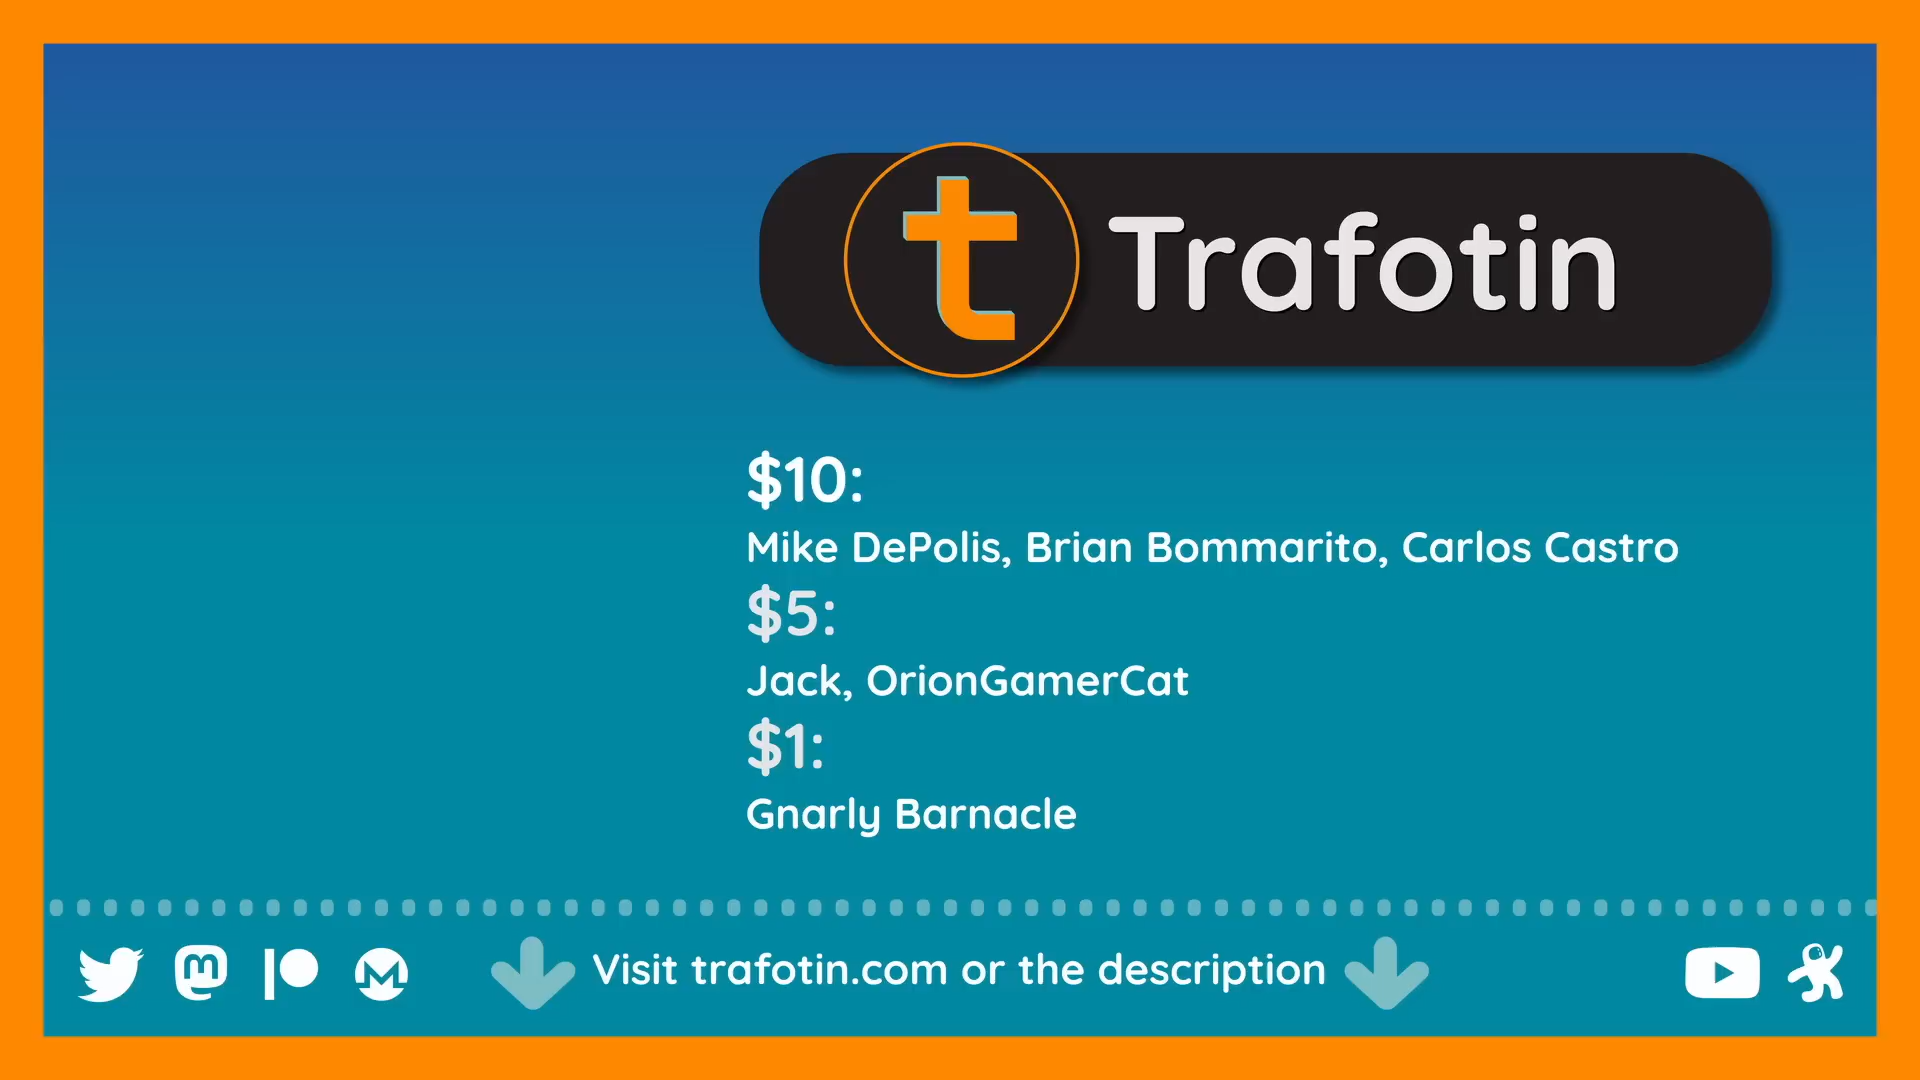 t Trafotin
$10:
Mike DePolis, Brian Bommarito, Carlos Castro
$5:
Jack, OrionGamerCat
$1:
Gnarly Barnacle
Visit trafotin.com or the description